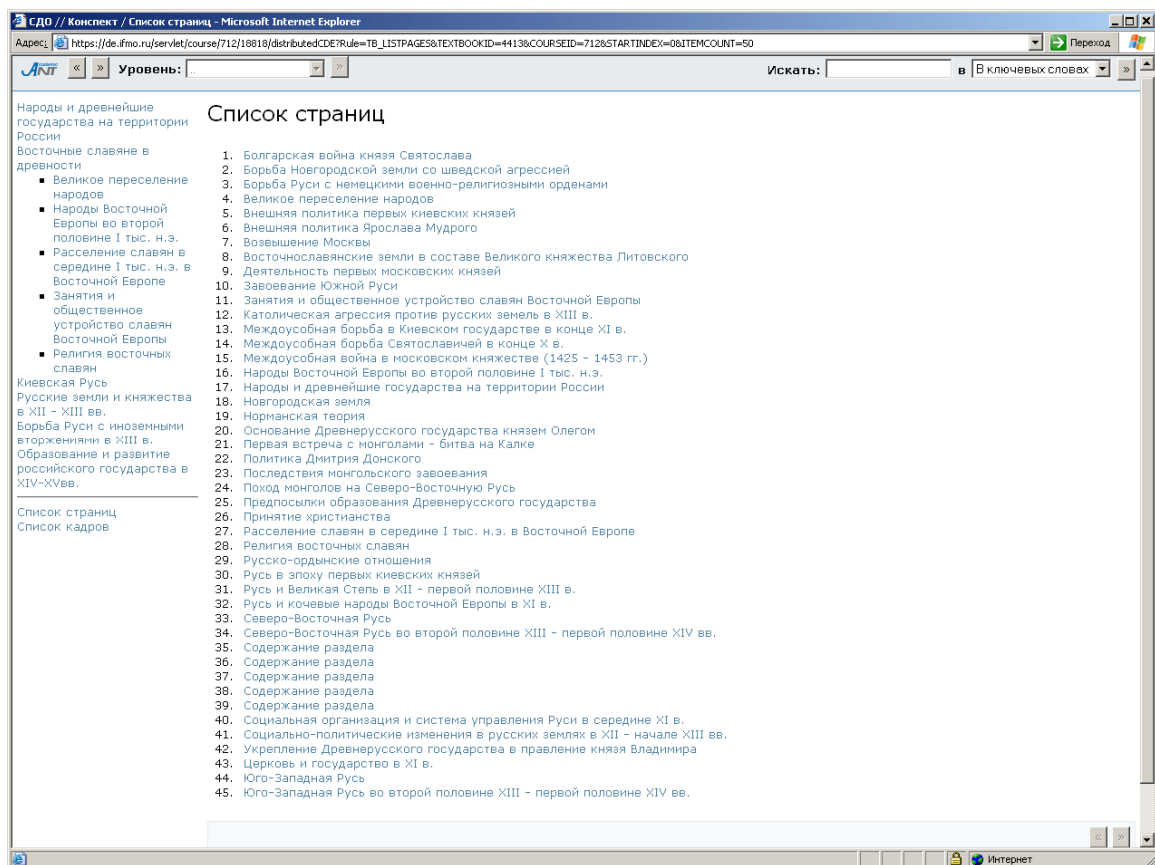 СДО // Конспект / Список страниц - Microsoft Internet Explorer
Адрес: https://de.ifmo.ru/servlet/course/712/18818/distributedCDE?Rule=TB_LISTPAGES&TEXTBOOKID=4413&COURSEID=712&STARTINDEX=0&ITEMCOUNT=50 Переход
Academic ANT « » Уровень: .. » Искать: в В ключевых словах »
Народы и древнейшие
государства на территории
России
Восточные славяне в
древности
Великое переселение
народов
Народы Восточной
Европы во второй
половине I тыс. н.э.
Расселение славян в
середине I тыс. н.э. в
Восточной Европе
Занятия и
общественное
устройство славян
Восточной Европы
Религия восточных
славян
Киевская Русь
Русские земли и княжества
в XII - XIII вв.
Борьба Руси с иноземными
вторжениями в XIII в.
Образование и развитие
российского государства в
XIV-XVвв.
Список страниц
Список кадров
Список страниц
1. Болгарская война князя Святослава
2. Борьба Новгородской земли со шведской агрессией
3. Борьба Руси с немецкими военно-религиозными орденами
4. Великое переселение народов
5. Внешняя политика первых киевских князей
6. Внешняя политика Ярослава Мудрого
7. Возвышение Москвы
8. Восточнославянские земли в составе Великого княжества Литовского
9. Деятельность первых московских князей
10. Завоевание Южной Руси
11. Занятия и общественное устройство славян Восточной Европы
12. Католическая агрессия против русских земель в XIII в.
13. Междоусобная борьба в Киевском государстве в конце XI в.
14. Междоусобная борьба Святославичей в конце X в.
15. Междоусобная война в московском княжестве (1425 - 1453 гг.)
16. Народы Восточной Европы во второй половине I тыс. н.э.
17. Народы и древнейшие государства на территории России
18. Новгородская земля
19. Норманская теория
20. Основание Древнерусского государства князем Олегом
21. Первая встреча с монголами - битва на Калке
22. Политика Дмитрия Донского
23. Последствия монгольского завоевания
24. Поход монголов на Северо-Восточную Русь
25. Предпосылки образования Древнерусского государства
26. Принятие христианства
27. Расселение славян в середине I тыс. н.э. в Восточной Европе
28. Религия восточных славян
29. Русско-ордынские отношения
30. Русь в эпоху первых киевских князей
31. Русь и Великая Степь в XII - первой половине XIII в.
32. Русь и кочевые народы Восточной Европы в XI в.
33. Северо-Восточная Русь
34. Северо-Восточная Русь во второй половине XIII - первой половине XIV вв.
35. Содержание раздела
36. Содержание раздела
37. Содержание раздела
38. Содержание раздела
39. Содержание раздела
40. Социальная организация и система управления Руси в середине XI в.
41. Социально-политические изменения в русских землях в XII - начале XIII вв.
42. Укрепление Древнерусского государства в правление князя Владимира
43. Церковь и государство в XI в.
44. Юго-Западная Русь
45. Юго-Западная Русь во второй половине XIII - первой половине XIV вв.
« »
Интернет